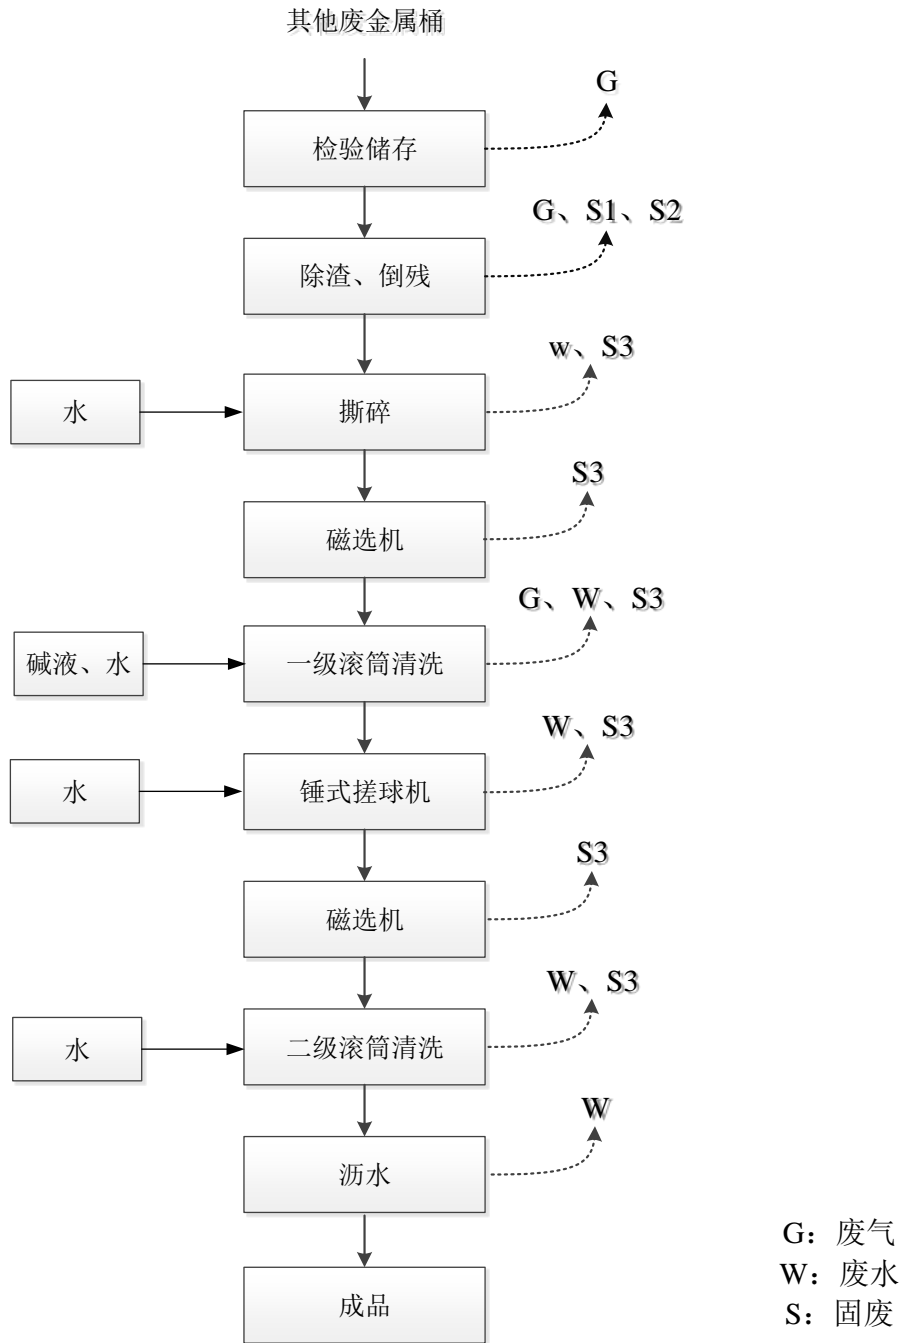 其他废金属桶
G
检验储存
G、S1、S2
除渣、倒残
w、S3
水
撕碎
S3
磁选机
G、W、S3
碱液、水
一级滚筒清洗
W、S3
水
锤式搓球机
S3
磁选机
W、S3
水
二级滚筒清洗
W
沥水
G：废气
W：废水
成品
S：固废